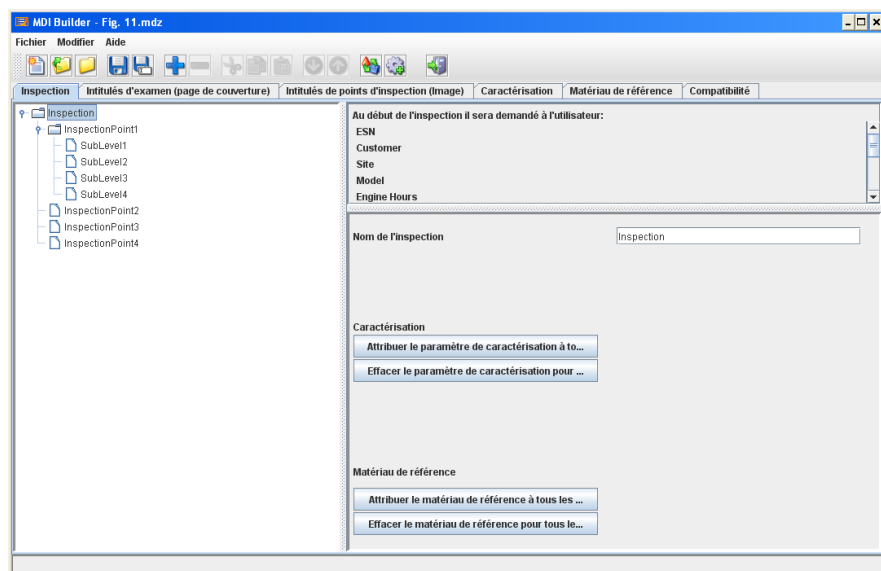 MDI Builder - Fig. 11.mdz
Fichier Modifier Aide
Inspection Intitulés d'examen (page de couverture) Intitulés de points d'inspection (Image) Caractérisation Matériau de référence Compatibilité
Inspection
InspectionPoint1
SubLevel1
SubLevel2
SubLevel3
SubLevel4
InspectionPoint2
InspectionPoint3
InspectionPoint4
Au début de l'inspection il sera demandé à l'utilisateur:
ESN
Customer
Site
Model
Engine Hours
Nom de l'inspection Inspection
Caractérisation
Attribuer le paramètre de caractérisation à to...
Effacer le paramètre de caractérisation pour ...
Matériau de référence
Attribuer le matériau de référence à tous les ...
Effacer le matériau de référence pour tous le...